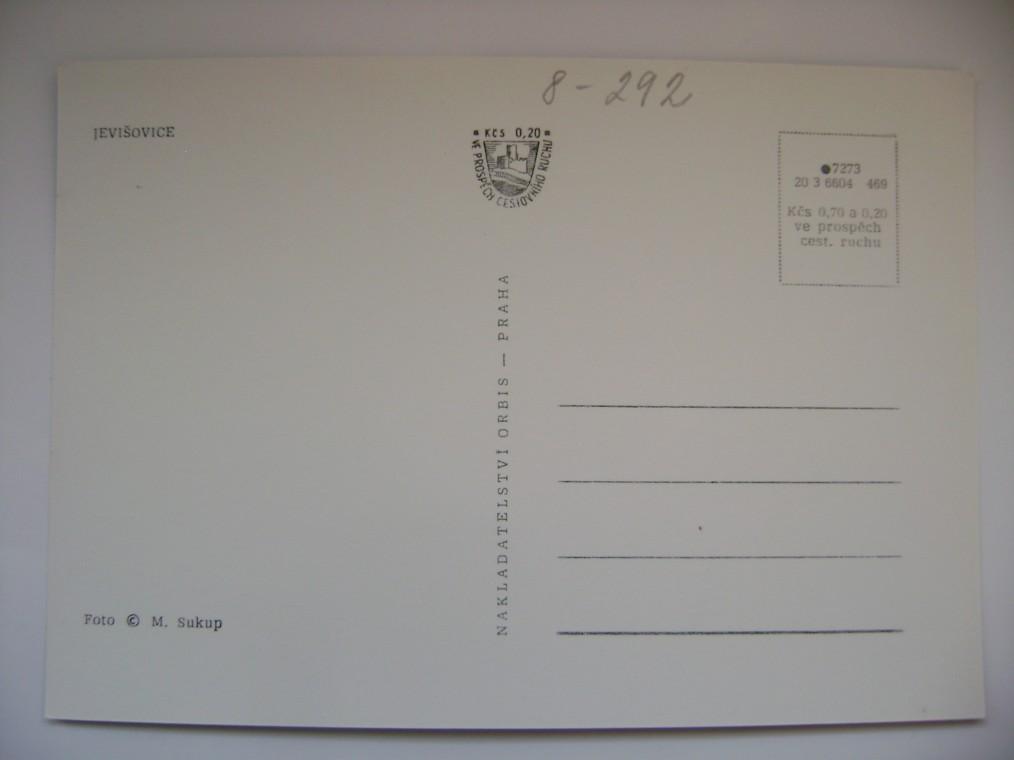 8-292
JEVIŠOVICE
Kčs 0,20
VE PROSPĚCH CESTOVNÍHO RUCHU
●7273
20 3 6604 469
Kčs 0,70 a 0,20
ve prospěch
cest. ruchu
NAKLADATELSTVÍ ORBIS — PRAHA
Foto © M. Sukup